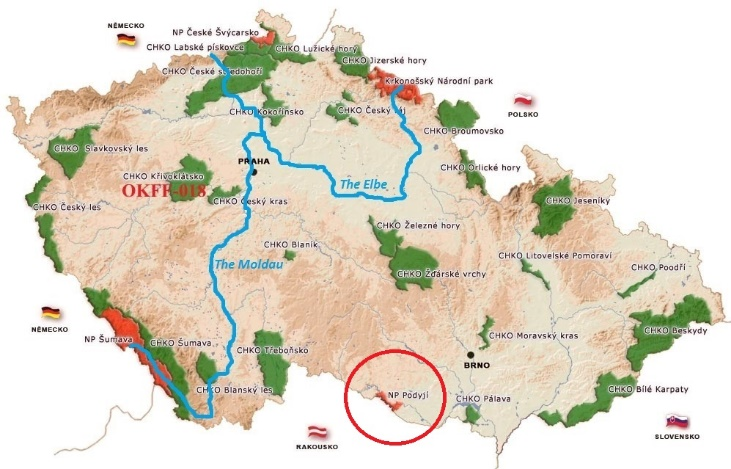 NĚMECKO
NP České Švýcarsko
CHKO Labské pískovce
CHKO Lužické hory
CHKO Jizerské hory
CHKO České středohoří
Krkonošský Národní park
POLSKO
CHKO Kokořínsko
CHKO Český ráj
CHKO Broumovsko
CHKO Slavkovský les
PRAHA
CHKO Orlické hory
CHKO Křivoklátsko
OKFF-018
The Elbe
CHKO Český les
CHKO Český kras
CHKO Jeseníky
CHKO Železné hory
CHKO Blaník
The Moldau
CHKO Litovelské Pomoraví
CHKO Poodří
CHKO Žďárské vrchy
NĚMECKO
NP Šumava
CHKO Šumava
CHKO Třeboňsko
CHKO Moravský kras
CHKO Beskydy
BRNO
CHKO Blanský les
NP Podyjí
CHKO Pálava
CHKO Bílé Karpaty
RAKOUSKO
SLOVENSKO